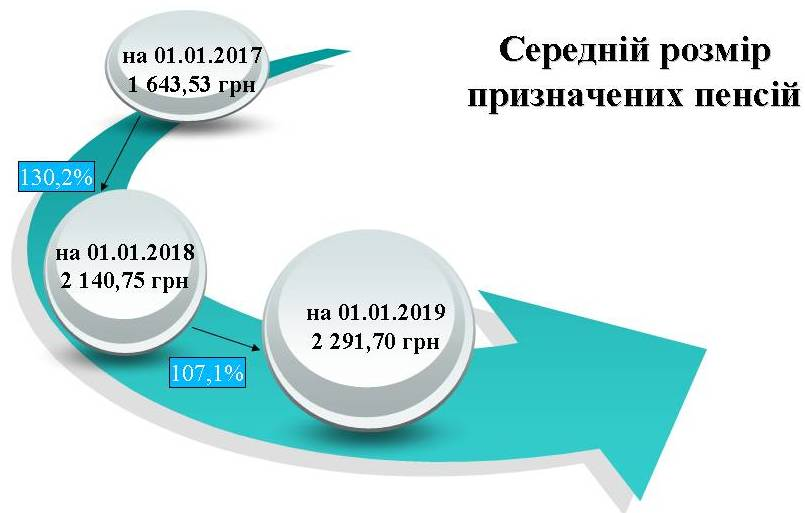 Середній розмір
призначених пенсій
на 01.01.2017
1 643,53 грн
130,2%
на 01.01.2018
2 140,75 грн
107,1%
на 01.01.2019
2 291,70 грн